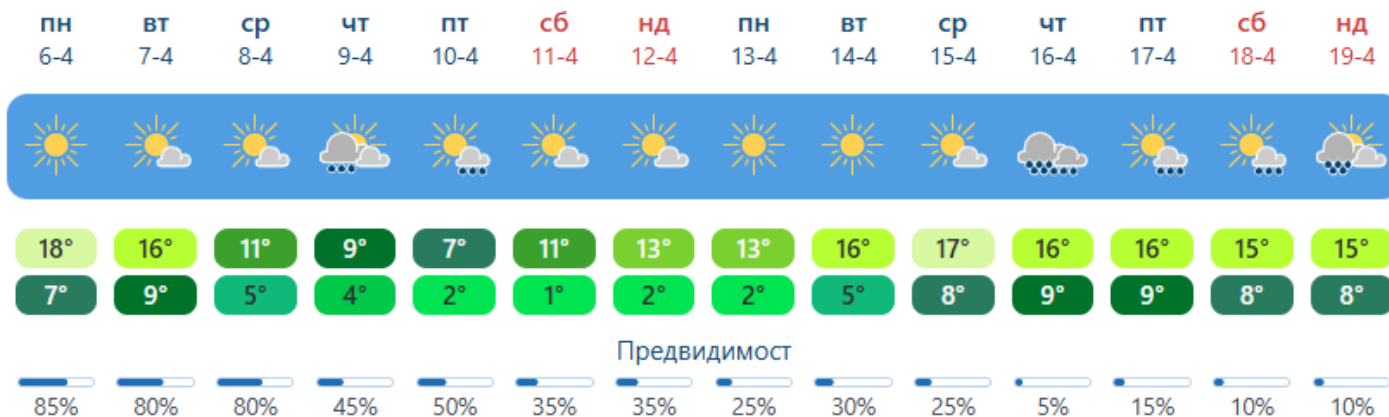 пн вт ср чт пт сб нд пн вт ср чт пт сб нд
6-4 7-4 8-4 9-4 10-4 11-4 12-4 13-4 14-4 15-4 16-4 17-4 18-4 19-4
18° 16° 11° 9° 7° 11° 13° 13° 16° 17° 16° 16° 15° 15°
7° 9° 5° 4° 2° 1° 2° 2° 5° 8° 9° 9° 8° 8°
Предвидимост
85% 80% 80% 45% 50% 35% 35% 25% 30% 25% 5% 15% 10% 10%